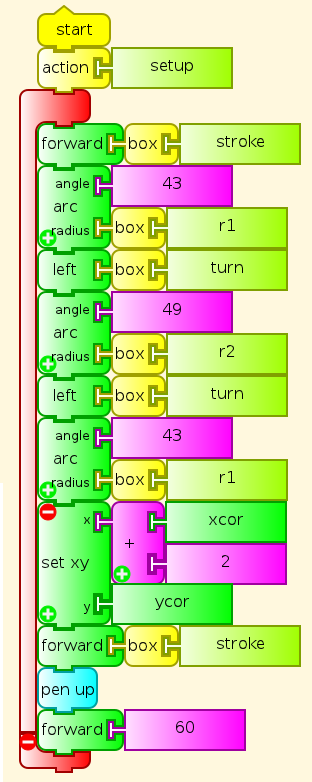 start
action setup
forward box stroke
angle 43
arc
radius box r1
left box turn
angle 49
arc
radius box r2
left box turn
angle 43
arc
radius box r1
x + xcor
set xy 2
y ycor
forward box stroke
pen up
forward 60